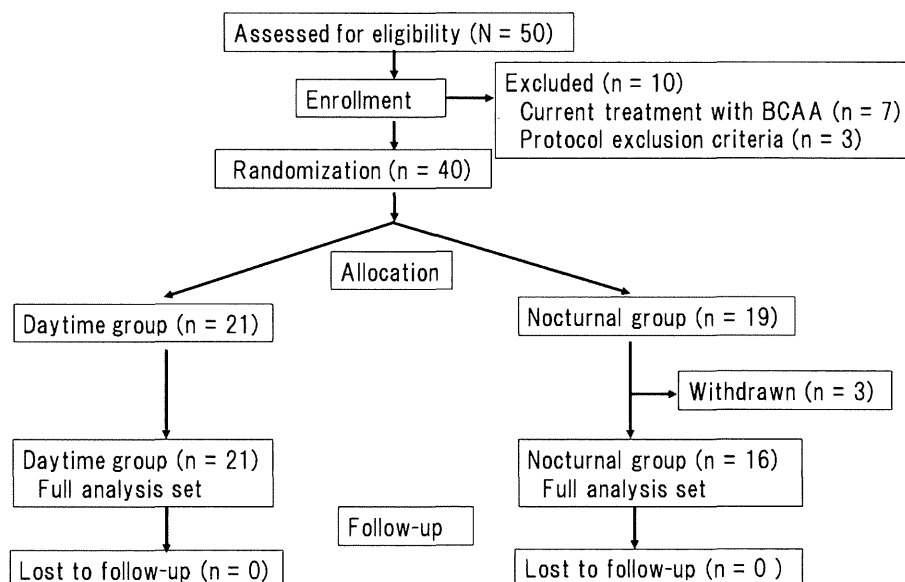 Assessed for eligibility (N = 50)
Enrollment
Excluded (n = 10)
Current treatment with BCAA (n = 7)
Protocol exclusion criteria (n = 3)
Randomization (n = 40)
Allocation
Daytime group (n = 21)
Nocturnal group (n = 19)
Withdrawn (n = 3)
Daytime group (n = 21)
Full analysis set
Nocturnal group (n = 16)
Full analysis set
Follow-up
Lost to follow-up (n = 0)
Lost to follow-up (n = 0 )